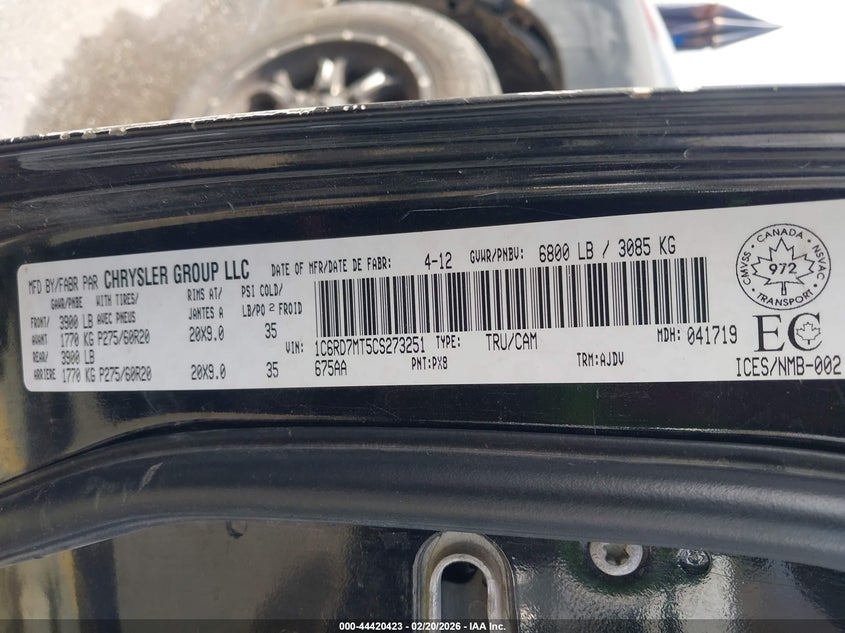 MFD BY/FABR PAR CHRYSLER GROUP LLC DATE OF MFR/DATE DE FABR: 4-12 GVWR/PNBV: 6800 LB / 3085 KG
GAWR/PNBE WITH TIRES/ RIMS AT/ PSI COLD/
FRONT/ 3900 LB AVEC PNEUS JANTES A LB/PO 2 FROID
AVANT 1770 KG P275/60R20 20X9.0 35
REAR/ 3900 LB VIN: 1C6RD7MT5CS273251 TYPE: TRU/CAM MDH: 041719
ARRIERE 1770 KG P275/60R20 20X9.0 35 675AA PNT:PX8 TRM:AJDV
CMVSS · CANADA · NSVAC
972
TRANSPORT
EC
ICES/NMB-002
000-44420423 - 02/20/2026 - IAA Inc.